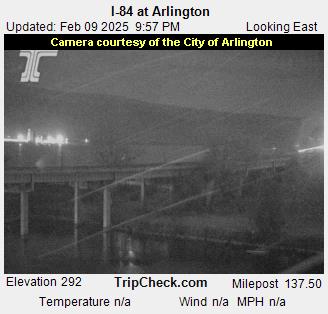 I-84 at Arlington
Updated: Feb 09 2025 9:57 PM Looking East
Camera courtesy of the City of Arlington
Elevation 292 TripCheck.com Milepost 137.50
Temperature n/a Wind n/a MPH n/a